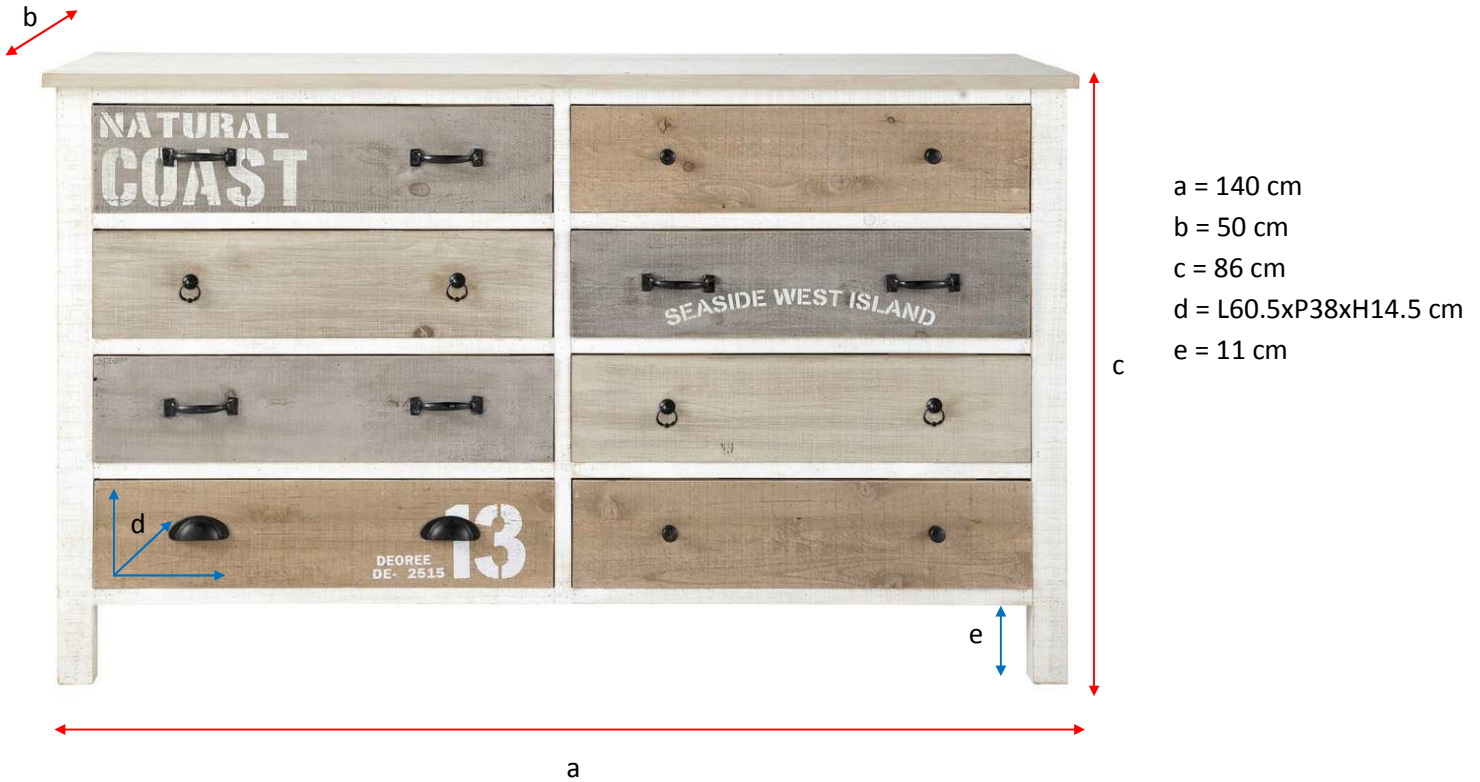 b
NATURAL
COAST
a = 140 cm
b = 50 cm
c = 86 cm
d = L60.5xP38xH14.5 cm
e = 11 cm
SEASIDE WEST ISLAND
c
d
13
DEOREE
DE- 2515
e
a